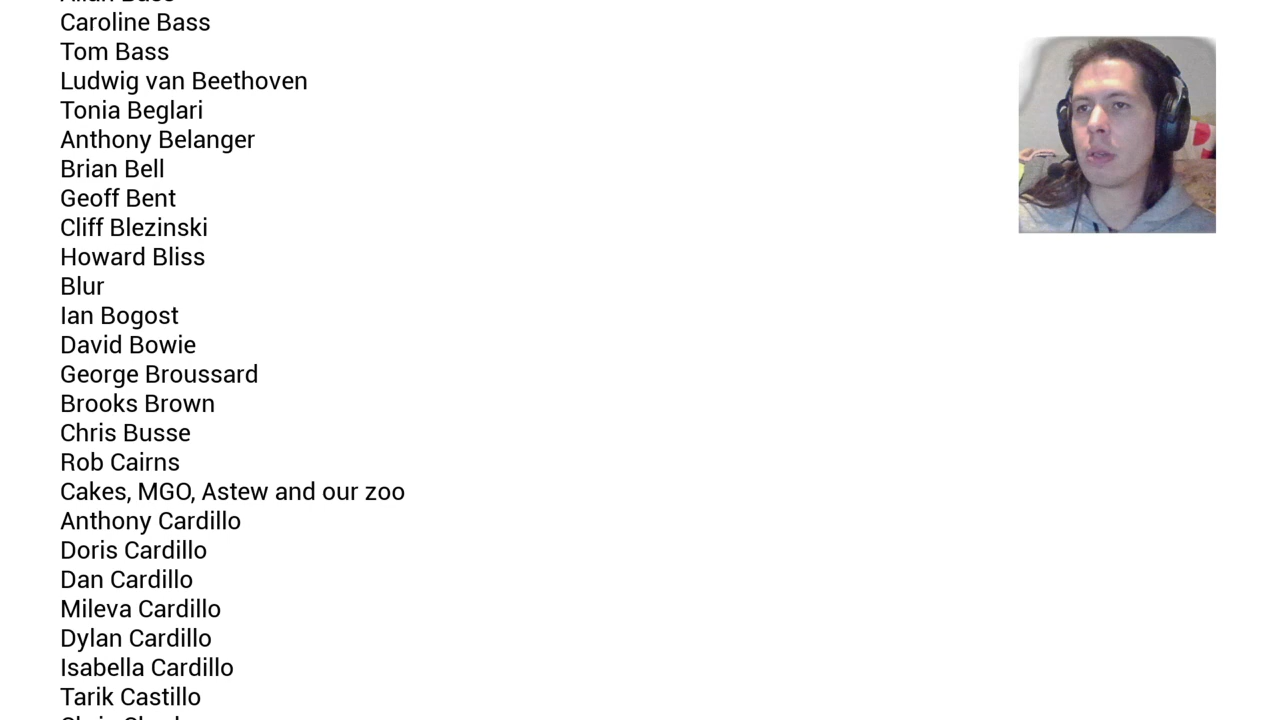 Caroline Bass
Tom Bass
Ludwig van Beethoven
Tonia Beglari
Anthony Belanger
Brian Bell
Geoff Bent
Cliff Blezinski
Howard Bliss
Blur
Ian Bogost
David Bowie
George Broussard
Brooks Brown
Chris Busse
Rob Cairns
Cakes, MGO, Astew and our zoo
Anthony Cardillo
Doris Cardillo
Dan Cardillo
Mileva Cardillo
Dylan Cardillo
Isabella Cardillo
Tarik Castillo